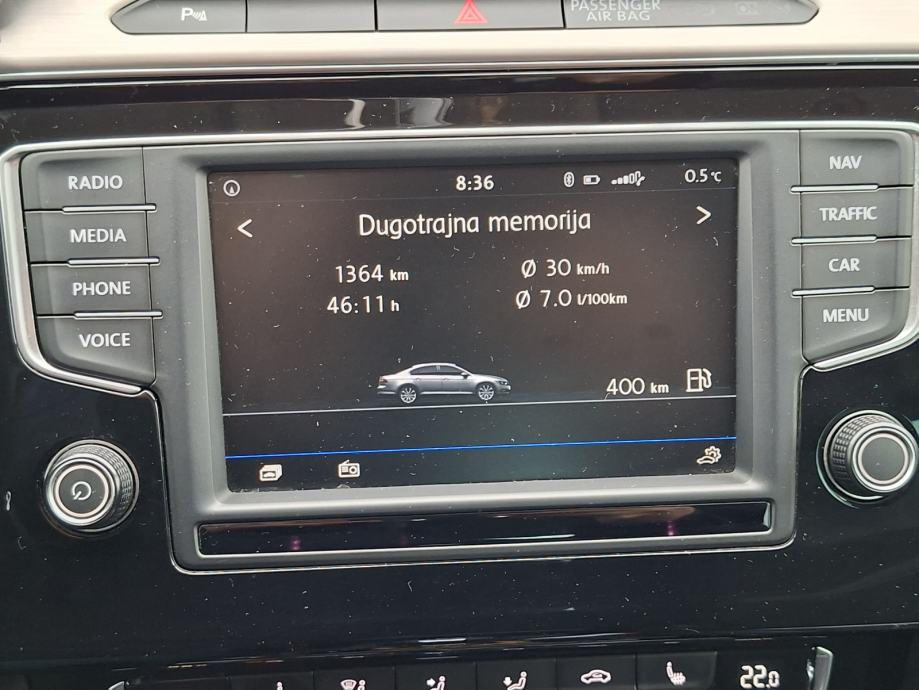 PASSENGER
AIR BAG
RADIO
MEDIA
PHONE
VOICE
NAV
TRAFFIC
CAR
MENU
8:36
0.5 °C
< Dugotrajna memorija >
1364 km Ø 30 km/h
46:11 h Ø 7.0 l/100km
400 km
22.0